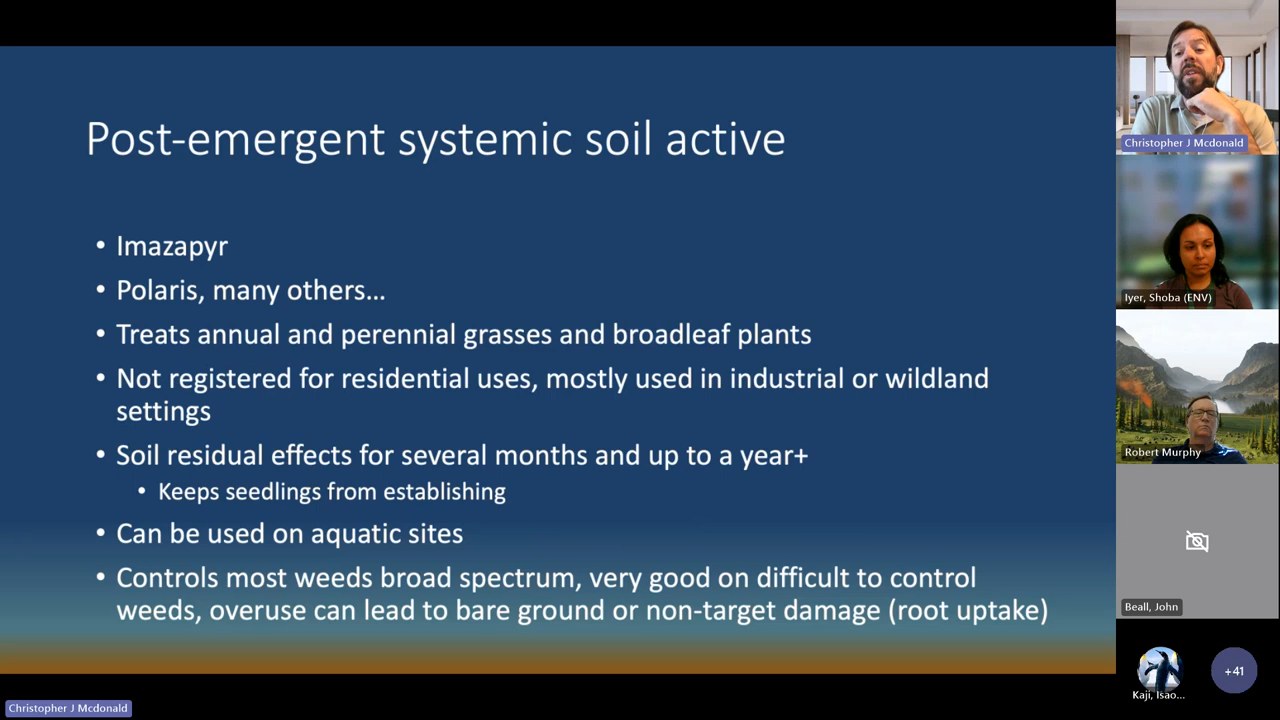 Post-emergent systemic soil active
• Imazapyr
• Polaris, many others...
• Treats annual and perennial grasses and broadleaf plants
• Not registered for residential uses, mostly used in industrial or wildland
settings
• Soil residual effects for several months and up to a year+
• Keeps seedlings from establishing
• Can be used on aquatic sites
• Controls most weeds broad spectrum, very good on difficult to control
weeds, overuse can lead to bare ground or non-target damage (root uptake)
Christopher J Mcdonald
Christopher J Mcdonald
Iyer, Shoba (ENV)
Robert Murphy
Beall, John
Kaji, Isao...
+41